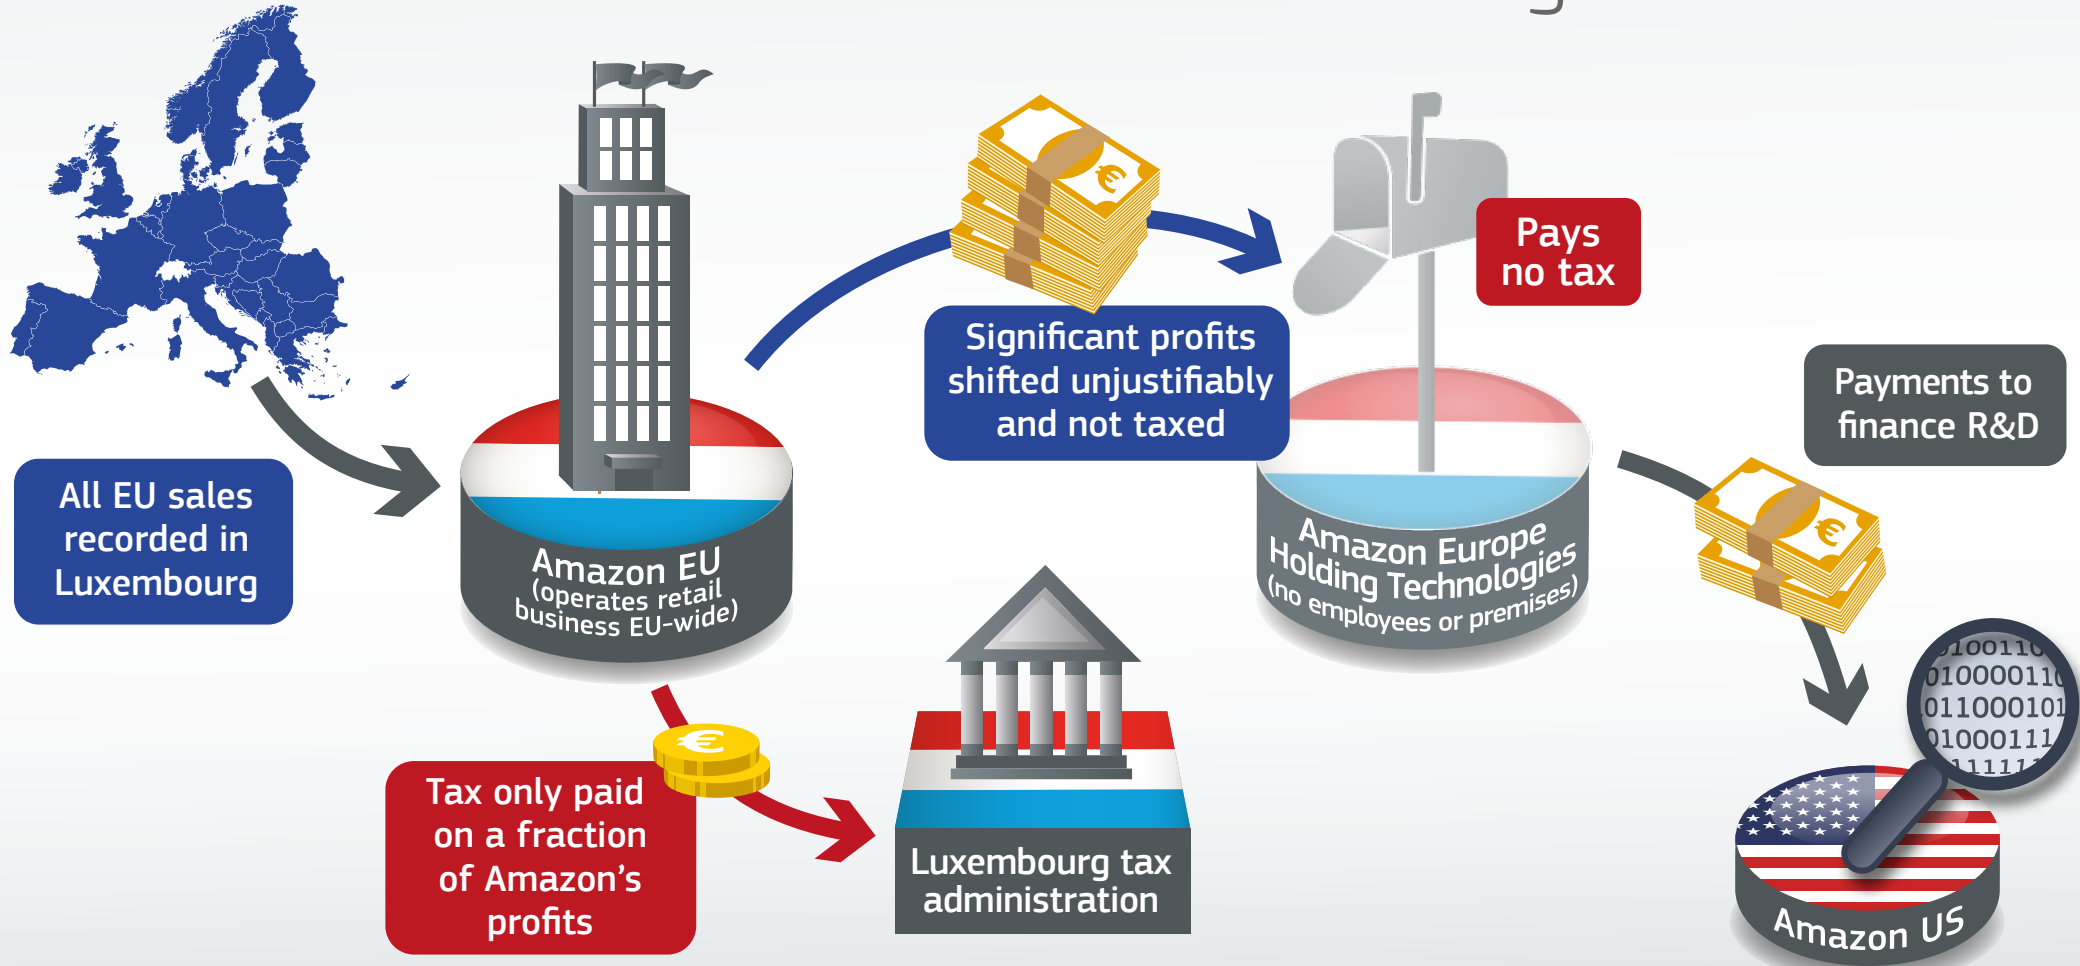 All EU sales
recorded in
Luxembourg
Amazon EU
(operates retail
business EU-wide)
Significant profits
shifted unjustifiably
and not taxed
Pays
no tax
Amazon Europe
Holding Technologies
(no employees or premises)
Payments to
finance R&D
Tax only paid
on a fraction
of Amazon's
profits
€
€
€
Luxembourg tax
administration
Amazon US